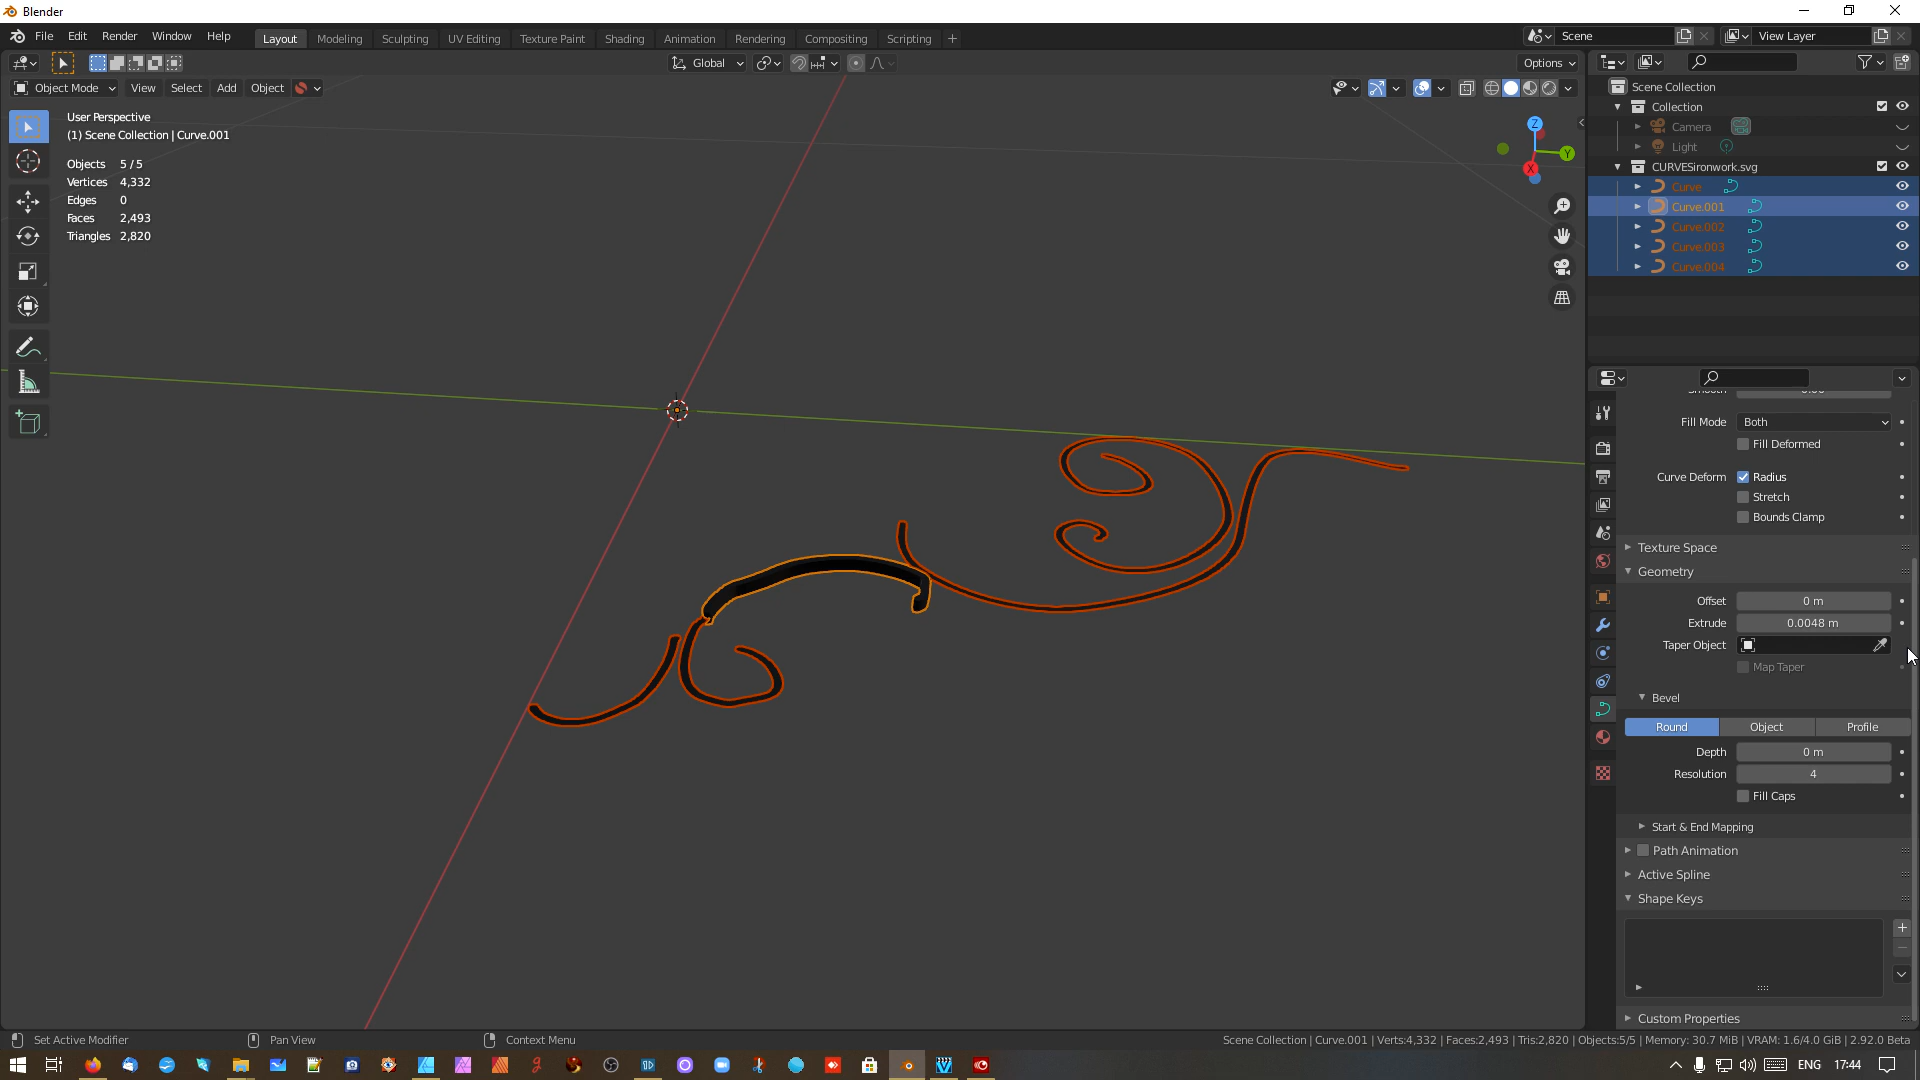 Blender
File Edit Render Window Help
Layout Modeling Sculpting UV Editing Texture Paint Shading Animation Rendering Compositing Scripting +
Scene
View Layer
Global
Options
Object Mode View Select Add Object
User Perspective
(1) Scene Collection | Curve.001
Objects 5/5
Vertices 4,332
Edges 0
Faces 2,493
Triangles 2,820
Z
Y
X
Scene Collection
Collection
Camera
Light
CURVESironwork.svg
Curve
Curve.001
Curve.002
Curve.003
Curve.004
Fill Mode Both
Fill Deformed
Curve Deform Radius
Stretch
Bounds Clamp
Texture Space
Geometry
Offset 0 m
Extrude 0.0048 m
Taper Object
Map Taper
Bevel
Round Object Profile
Depth 0 m
Resolution 4
Fill Caps
Start & End Mapping
Path Animation
Active Spline
Shape Keys
Custom Properties
Set Active Modifier
Pan View
Context Menu
Scene Collection | Curve.001 | Verts:4,332 | Faces:2,493 | Tris:2,820 | Objects:5/5 | Memory: 30.7 MiB | VRAM: 1.6/4.0 GiB | 2.92.0 Beta
ENG 17:44